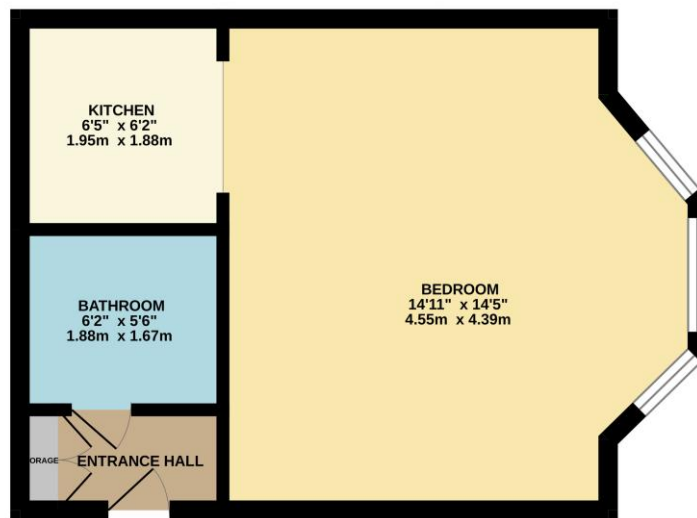 KITCHEN
6'5" x 6'2"
1.95m x 1.88m
BATHROOM
6'2" x 5'6"
1.88m x 1.67m
BEDROOM
14'11" x 14'5"
4.55m x 4.39m
ORAGE
ENTRANCE HALL